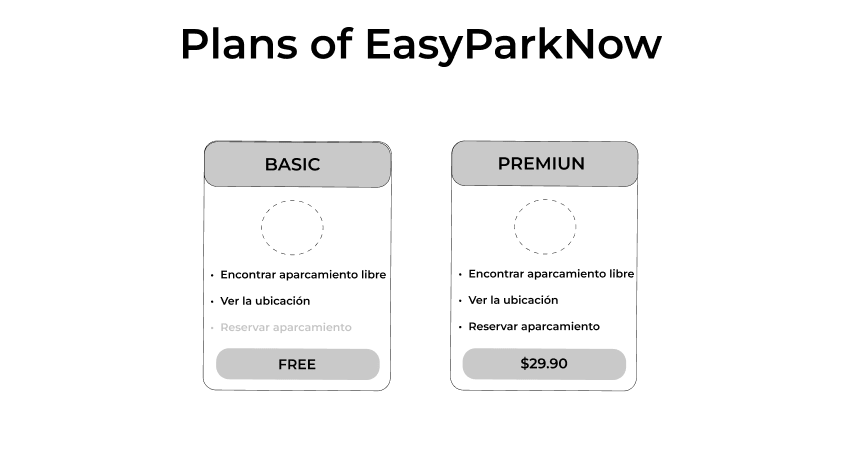 Plans of EasyParkNow
BASIC
• Encontrar aparcamiento libre
• Ver la ubicación
• Reservar aparcamiento
FREE
PREMIUN
• Encontrar aparcamiento libre
• Ver la ubicación
• Reservar aparcamiento
$29.90